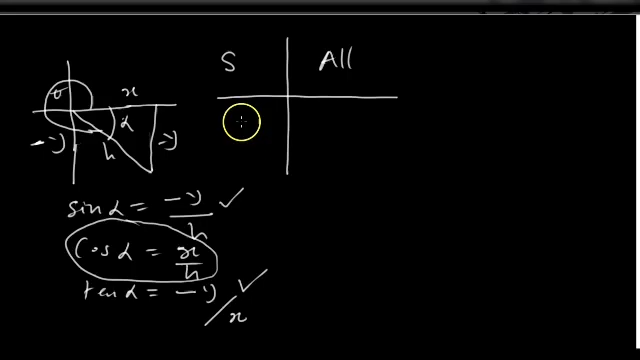 S All
θ x
α
-y h -y
sin α = -y/h ✓
cos α = x/h
tan α = -y/x ✓